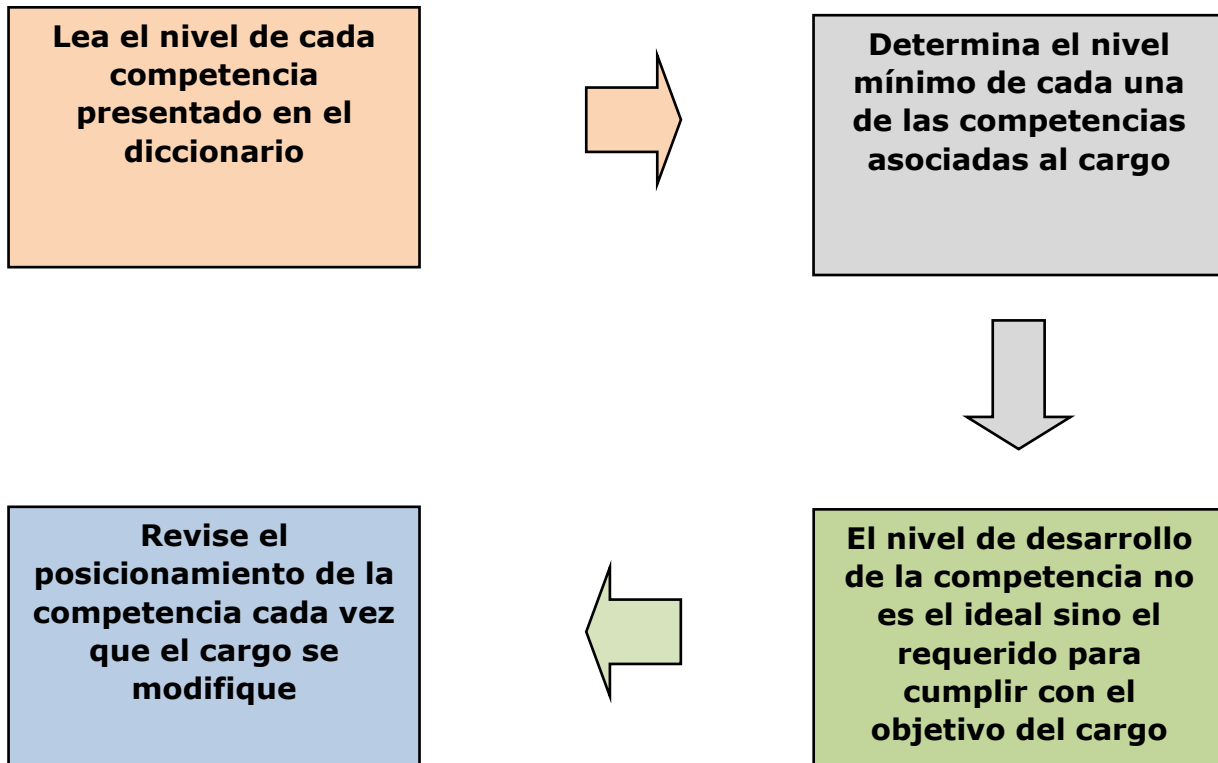 Lea el nivel de cada
competencia
presentado en el
diccionario
Determina el nivel
mínimo de cada una
de las competencias
asociadas al cargo
El nivel de desarrollo
de la competencia no
es el ideal sino el
requerido para
cumplir con el
objetivo del cargo
Revise el
posicionamiento de la
competencia cada vez
que el cargo se
modifique